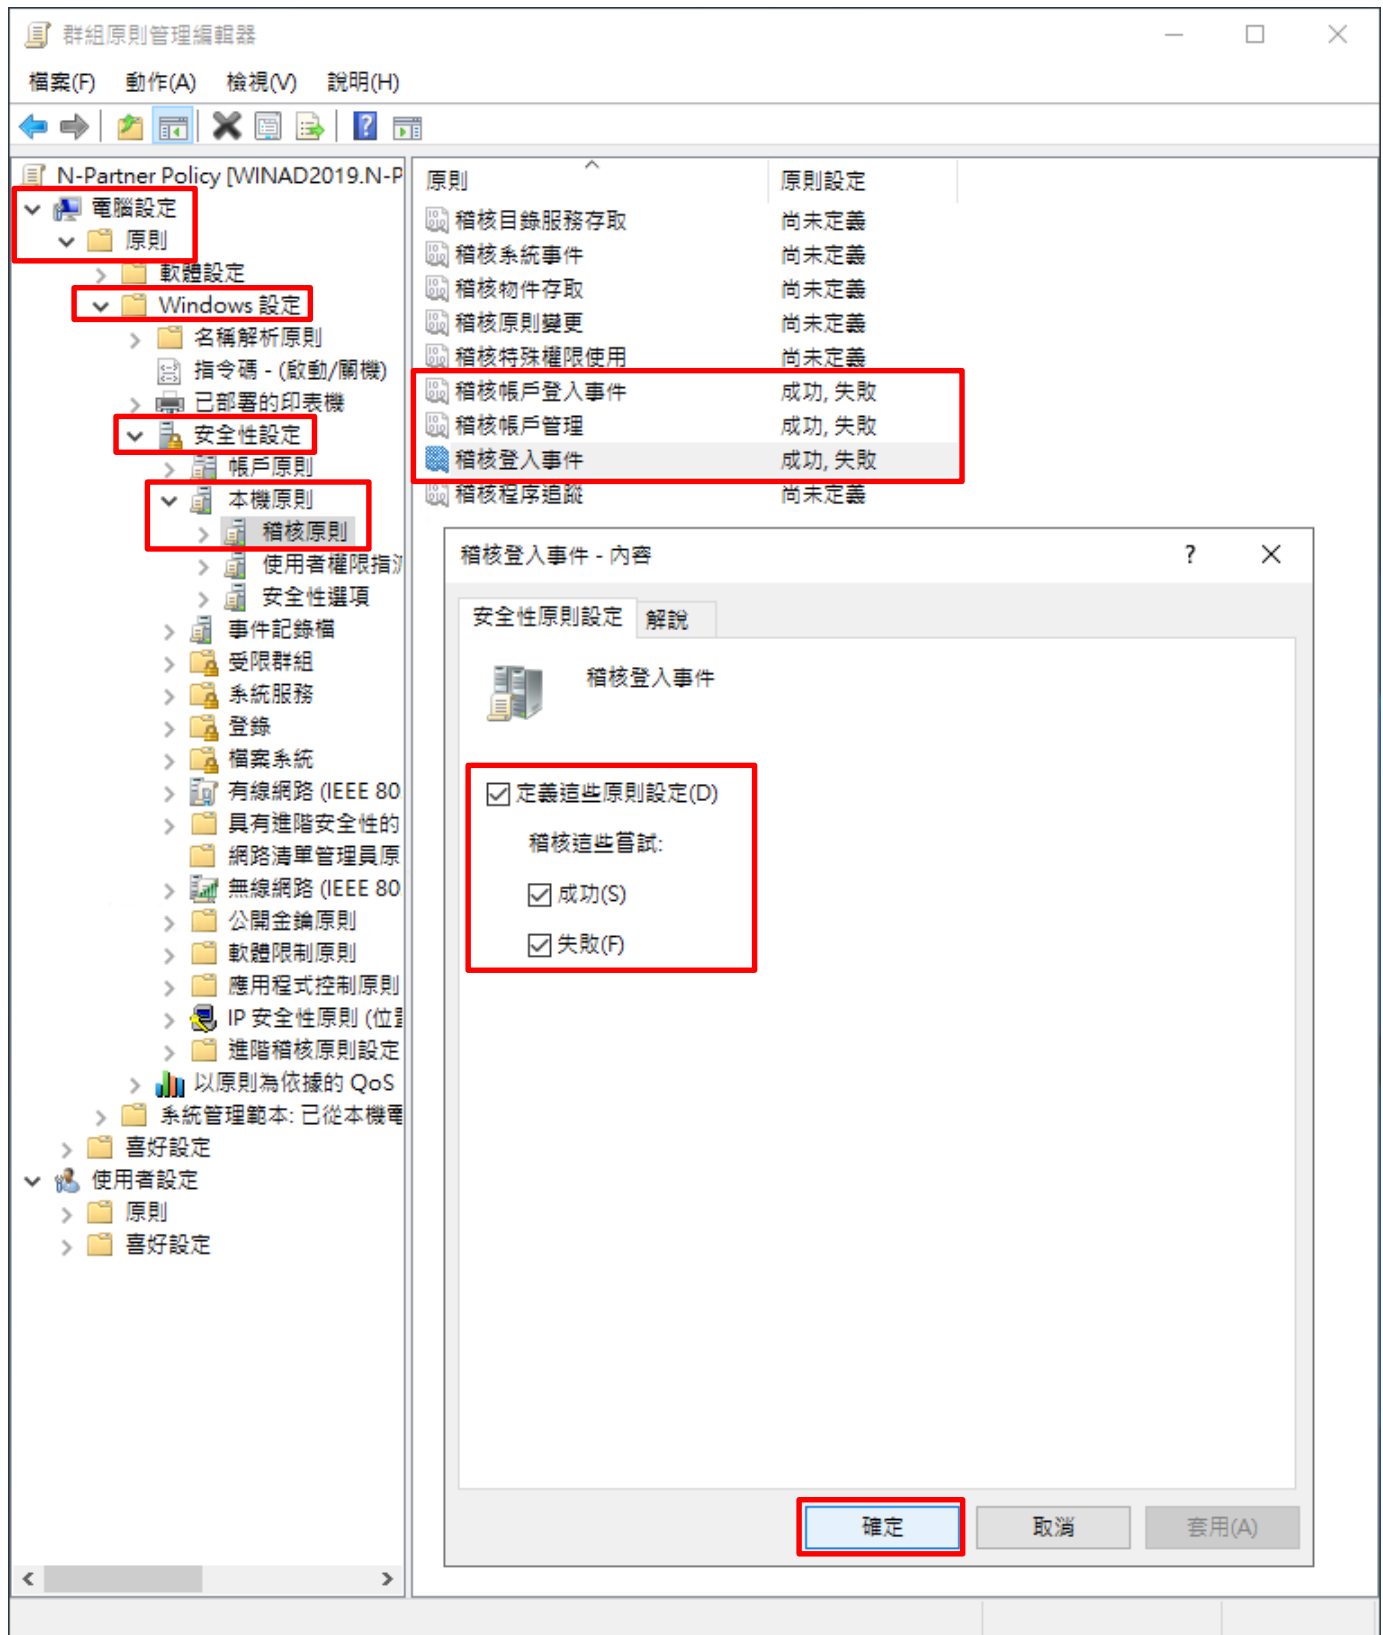 群組原則管理編輯器
檔案(F) 動作(A) 檢視(V) 說明(H)
N-Partner Policy [WINAD2019.N-P
電腦設定
原則
軟體設定
Windows 設定
名稱解析原則
指令碼 - (啟動/關機)
已部署的印表機
安全性設定
帳戶原則
本機原則
稽核原則
使用者權限指派
安全性選項
事件記錄檔
受限群組
系統服務
登錄
檔案系統
有線網路 (IEEE 80
具有進階安全性的
網路清單管理員原
無線網路 (IEEE 80
公開金鑰原則
軟體限制原則
應用程式控制原則
IP 安全性原則 (位置
進階稽核原則設定
以原則為依據的 QoS
系統管理範本: 已從本機電
喜好設定
使用者設定
原則
喜好設定
原則 原則設定
稽核目錄服務存取 尚未定義
稽核系統事件 尚未定義
稽核物件存取 尚未定義
稽核原則變更 尚未定義
稽核特殊權限使用 尚未定義
稽核帳戶登入事件 成功, 失敗
稽核帳戶管理 成功, 失敗
稽核登入事件 成功, 失敗
稽核程序追蹤 尚未定義
稽核登入事件 - 內容
安全性原則設定 解說
稽核登入事件
定義這些原則設定(D)
稽核這些嘗試:
成功(S)
失敗(F)
確定 取消 套用(A)